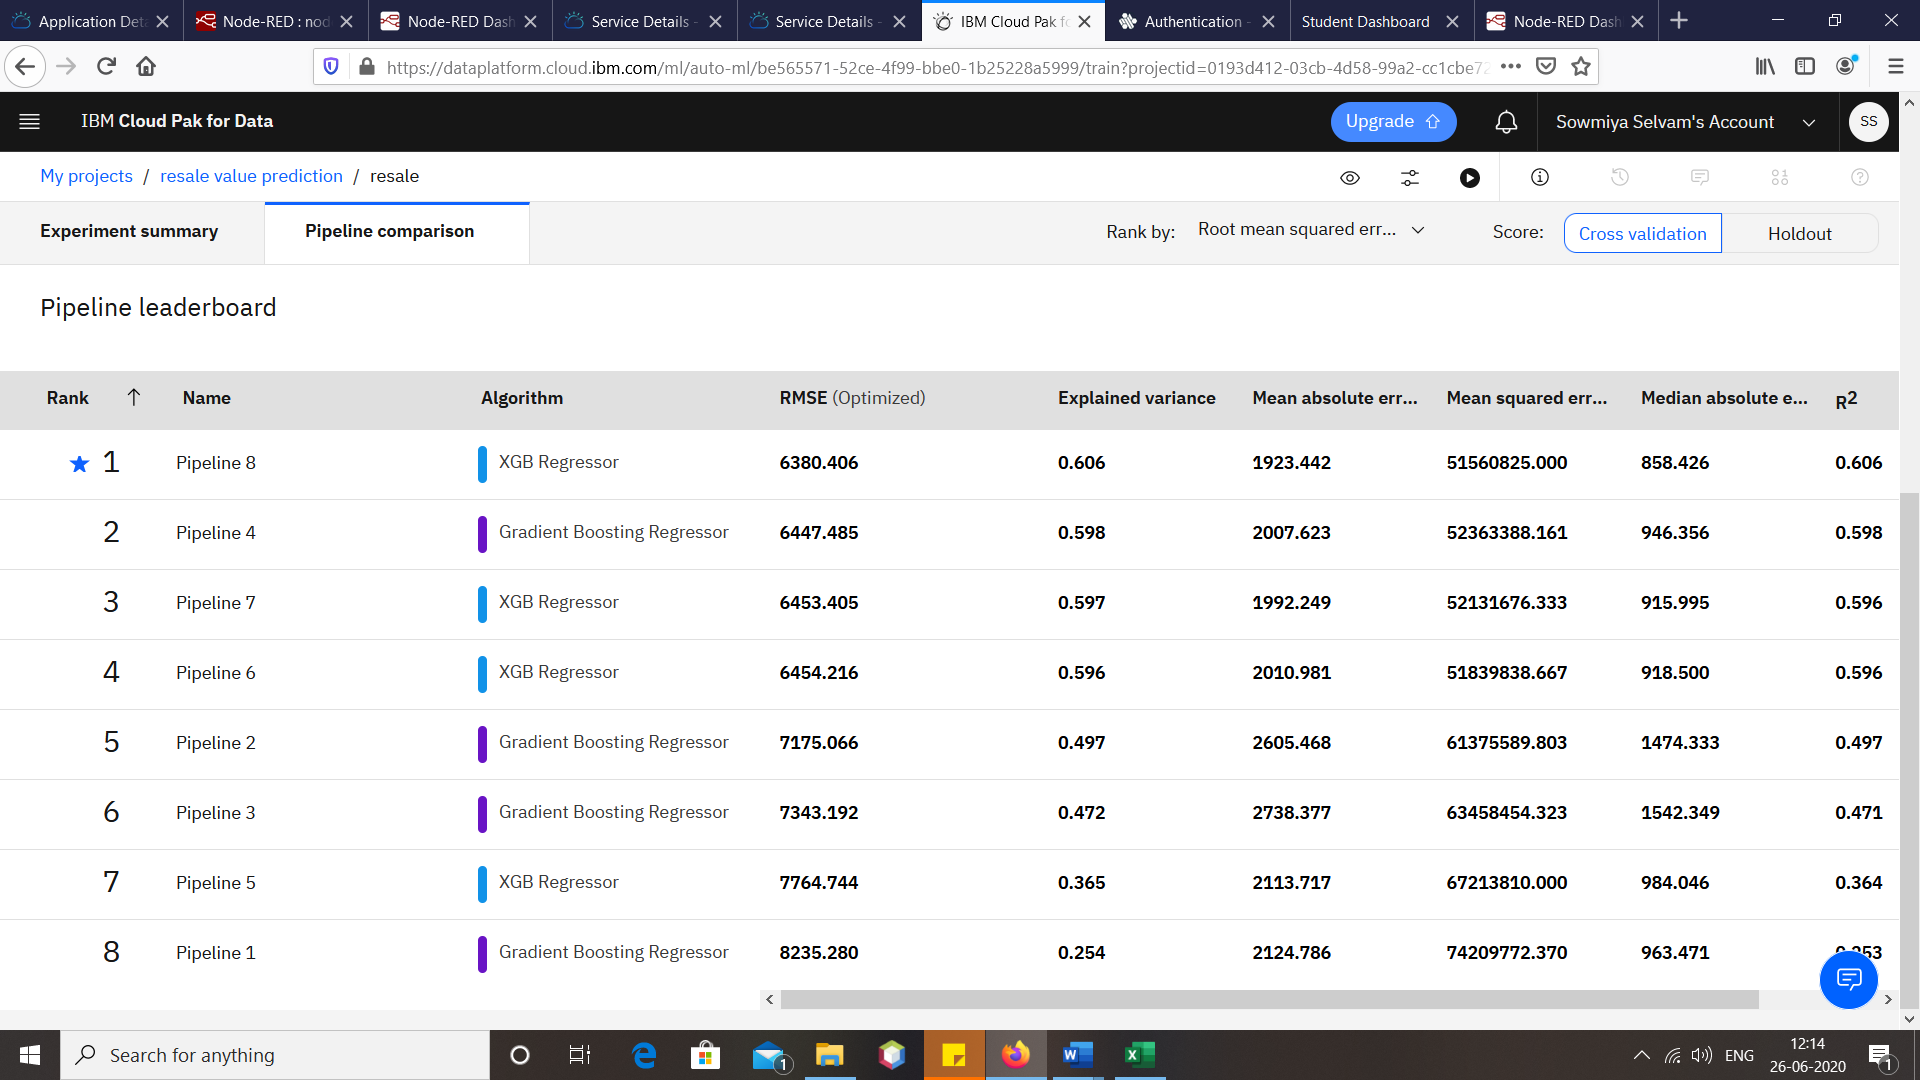 Application Deta
Node-RED : node
Node-RED Dash
Service Details -
Service Details -
IBM Cloud Pak fo
Authentication -
Student Dashboard
Node-RED Dash
https://dataplatform.cloud.ibm.com/ml/auto-ml/be565571-52ce-4f99-bbe0-1b25228a5999/train?projectid=0193d412-03cb-4d58-99a2-cc1cbe72
IBM Cloud Pak for Data
Upgrade
Sowmiya Selvam's Account
SS
My projects / resale value prediction / resale
Experiment summary
Pipeline comparison
Rank by: Root mean squared err...
Score: Cross validation Holdout
Pipeline leaderboard
Rank Name Algorithm RMSE (Optimized) Explained variance Mean absolute err... Mean squared err... Median absolute e... R2
1 Pipeline 8 XGB Regressor 6380.406 0.606 1923.442 51560825.000 858.426 0.606
2 Pipeline 4 Gradient Boosting Regressor 6447.485 0.598 2007.623 52363388.161 946.356 0.598
3 Pipeline 7 XGB Regressor 6453.405 0.597 1992.249 52131676.333 915.995 0.596
4 Pipeline 6 XGB Regressor 6454.216 0.596 2010.981 51839838.667 918.500 0.596
5 Pipeline 2 Gradient Boosting Regressor 7175.066 0.497 2605.468 61375589.803 1474.333 0.497
6 Pipeline 3 Gradient Boosting Regressor 7343.192 0.472 2738.377 63458454.323 1542.349 0.471
7 Pipeline 5 XGB Regressor 7764.744 0.365 2113.717 67213810.000 984.046 0.364
8 Pipeline 1 Gradient Boosting Regressor 8235.280 0.254 2124.786 74209772.370 963.471
Search for anything
1
ENG
12:14
26-06-2020
1